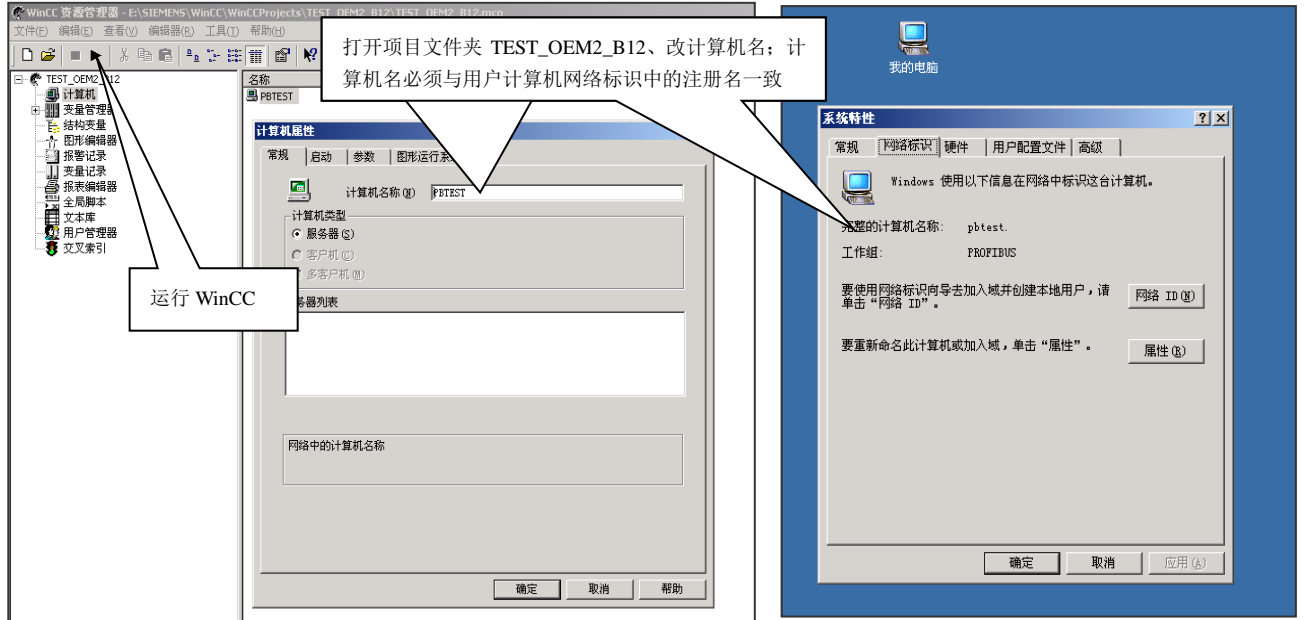 WinCC 资源管理器 - E:\SIEMENS\WinCC\WinCCProjects\TEST_OEM2_B12\TEST_OEM2_B12.mcp
文件(F) 编辑(E) 查看(V) 编辑器(R) 工具(T) 帮助(H)
打开项目文件夹 TEST_OEM2_B12、改计算机名；计
算机名必须与用户计算机网络标识中的注册名一致
TEST_OEM2_B12
计算机
变量管理器
结构变量
图形编辑器
报警记录
变量记录
报表编辑器
全局脚本
文本库
用户管理器
交叉索引
名称
PBTEST
运行 WinCC
计算机属性
常规 启动 参数 图形运行系
计算机名称(N) PBTEST
计算机类型
服务器(S)
客户机(C)
多客户机(M)
务器列表
网络中的计算机名称
确定 取消 帮助
我的电脑
系统特性
常规 网络标识 硬件 用户配置文件 高级
Windows 使用以下信息在网络中标识这台计算机。
完整的计算机名称: pbtest.
工作组: PROFIBUS
要使用网络标识向导去加入域并创建本地用户，请
单击“网络 ID”。
网络 ID(N)
要重新命名此计算机或加入域，单击“属性”。
属性(R)
确定 取消 应用(A)